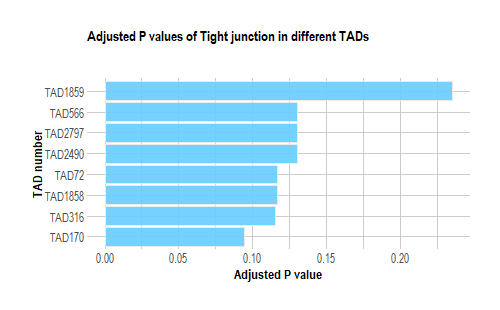 Adjusted P values of Tight junction in different TADs
TAD number
TAD1859
TAD566
TAD2797
TAD2490
TAD72
TAD1858
TAD316
TAD170
0.00 0.05 0.10 0.15 0.20
Adjusted P value